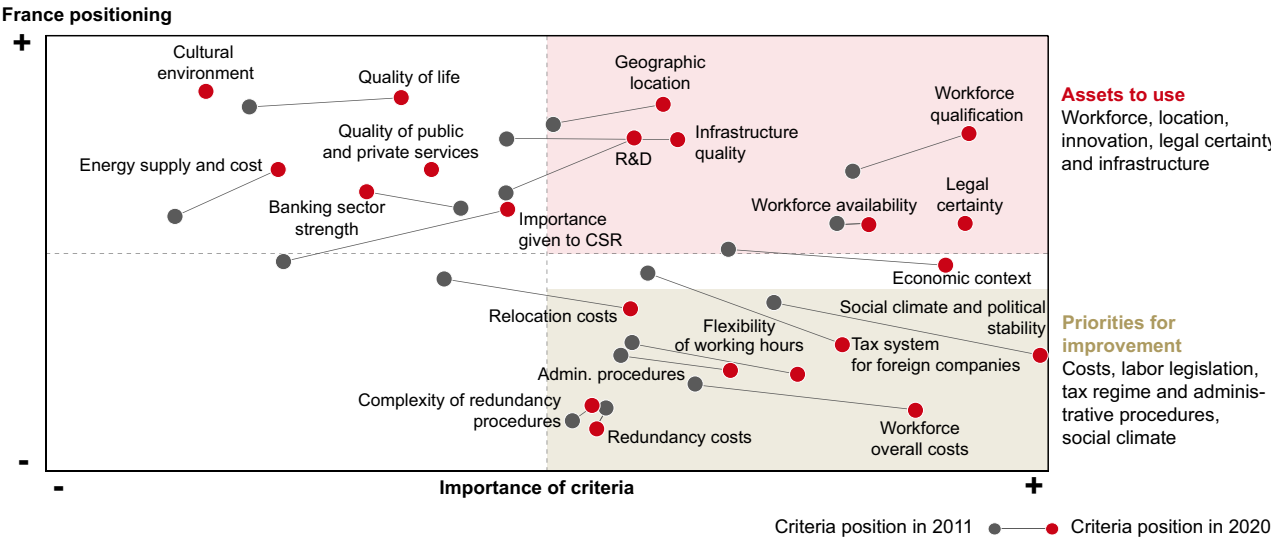 France positioning
+
Cultural
environment
Quality of life
Geographic
location
Workforce
qualification
Assets to use
Workforce, location,
innovation, legal certainty
and infrastructure
Quality of public
and private services
Infrastructure
quality
R&D
Energy supply and cost
Banking sector
strength
Importance
given to CSR
Workforce availability
Legal
certainty
Economic context
Relocation costs
Social climate and political
stability
Flexibility
of working hours
Tax system
for foreign companies
Admin. procedures
Complexity of redundancy
procedures
Redundancy costs
Workforce
overall costs
Priorities for
improvement
Costs, labor legislation,
tax regime and adminis-
trative procedures,
social climate
-
-
Importance of criteria
+
Criteria position in 2011
Criteria position in 2020